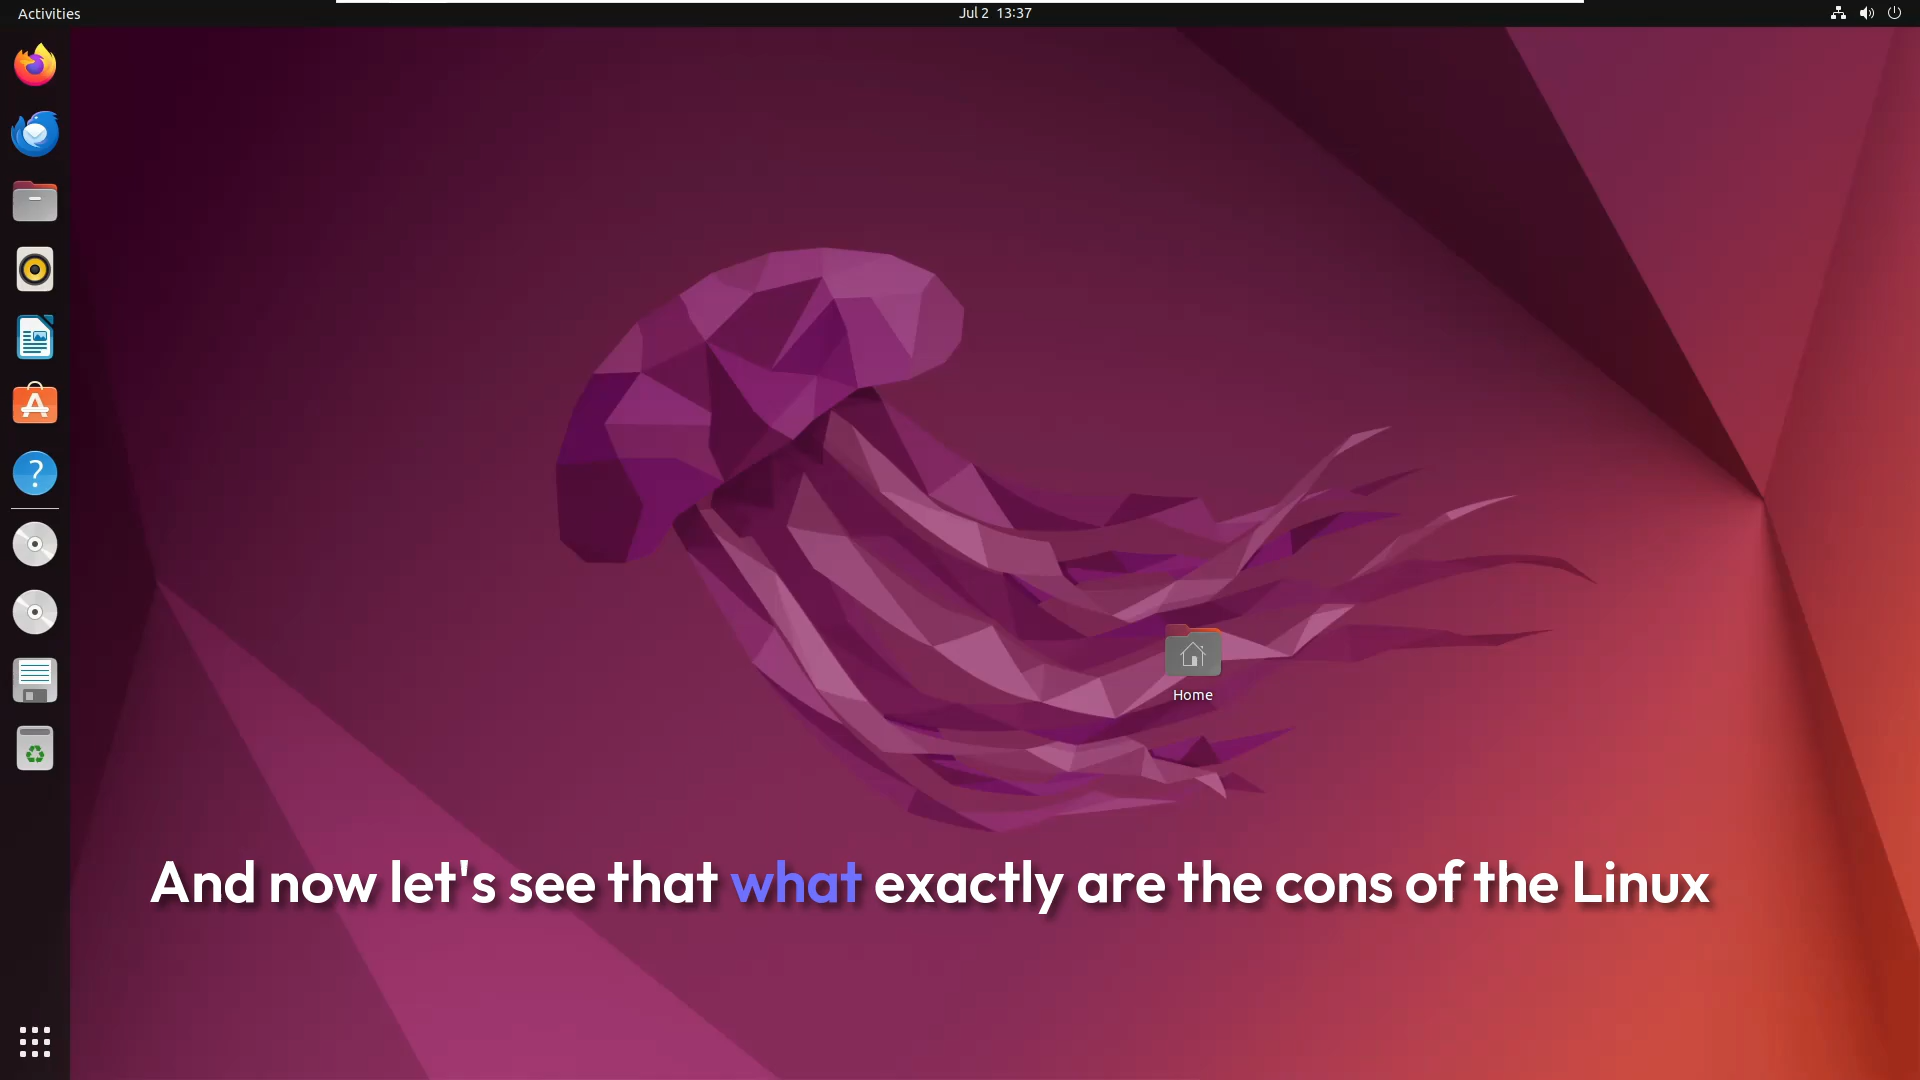 Activities
Jul 2 13:37
?
Home
And now let's see that what exactly are the cons of the Linux